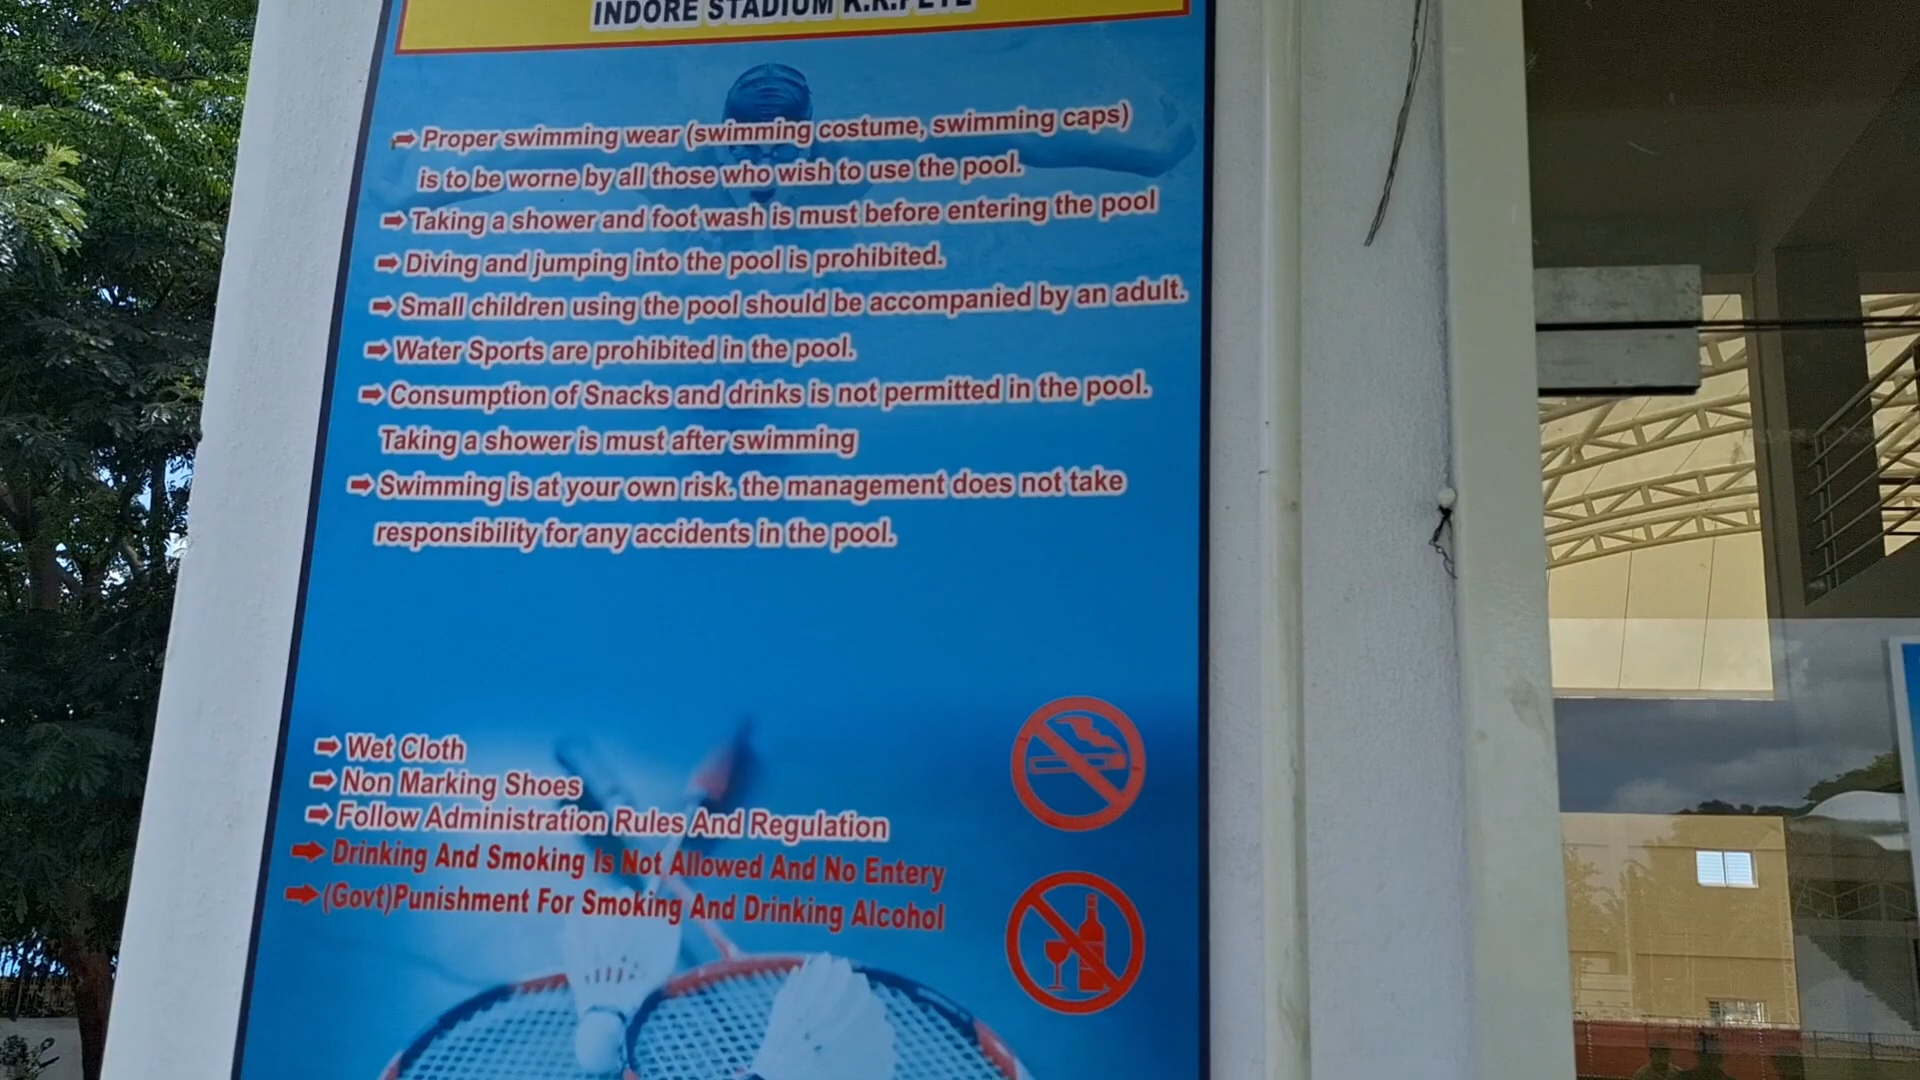 INDORE STADIUM K.R.PETE
Proper swimming wear (swimming costume, swimming caps)
is to be worne by all those who wish to use the pool.
Taking a shower and foot wash is must before entering the pool
Diving and jumping into the pool is prohibited.
Small children using the pool should be accompanied by an adult.
Water Sports are prohibited in the pool.
Consumption of Snacks and drinks is not permitted in the pool.
Taking a shower is must after swimming
Swimming is at your own risk. the management does not take
responsibility for any accidents in the pool.
Wet Cloth
Non Marking Shoes
Follow Administration Rules And Regulation
Drinking And Smoking Is Not Allowed And No Entery
(Govt)Punishment For Smoking And Drinking Alcohol